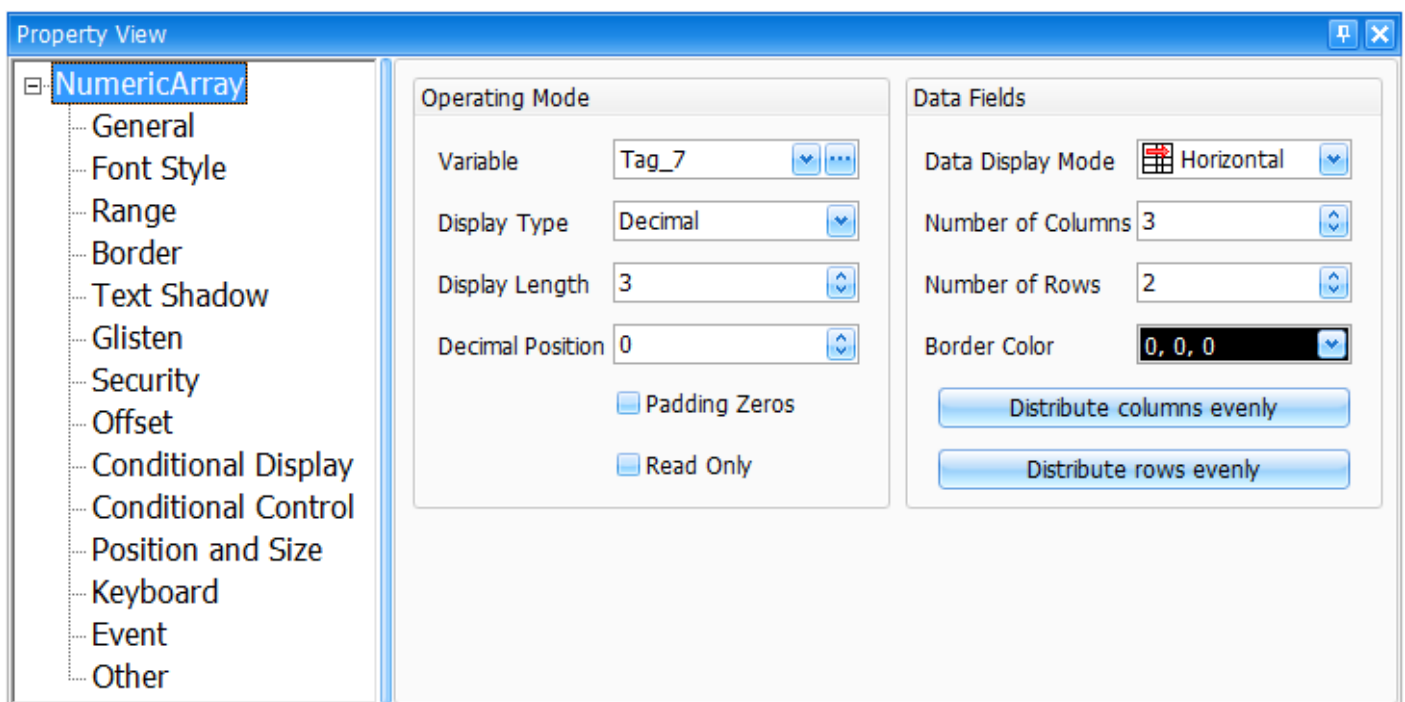 Property View
NumericArray
General
Font Style
Range
Border
Text Shadow
Glisten
Security
Offset
Conditional Display
Conditional Control
Position and Size
Keyboard
Event
Other
Operating Mode
Variable Tag_7
Display Type Decimal
Display Length 3
Decimal Position 0
Padding Zeros
Read Only
Data Fields
Data Display Mode Horizontal
Number of Columns 3
Number of Rows 2
Border Color 0, 0, 0
Distribute columns evenly
Distribute rows evenly